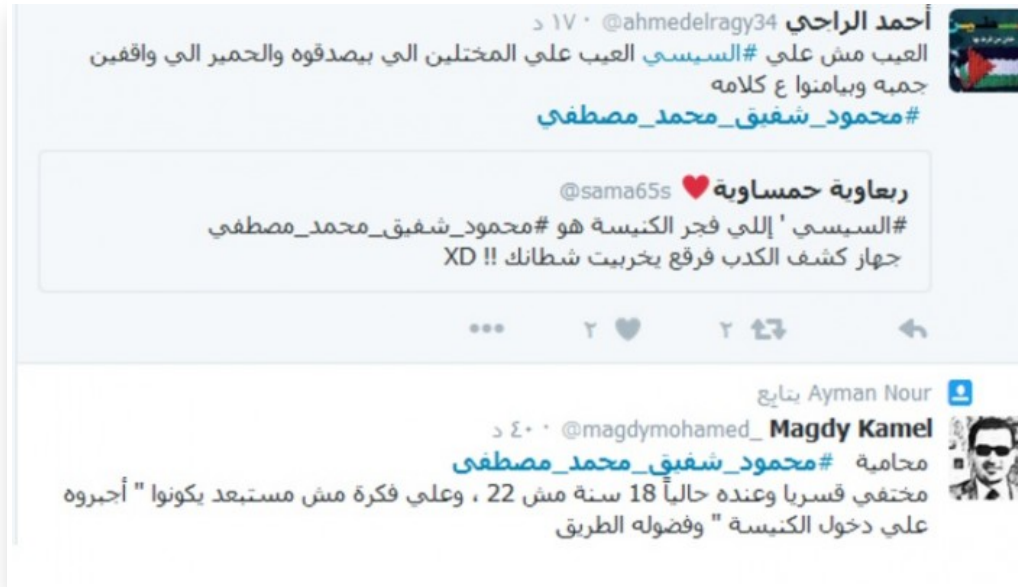 أحمد الراجحي @ahmedelragy34 · ١٧ د
العيب مش علي #السيسي العيب علي المختلين الي بيصدقوه والحمير الي واقفين
جمبه وبيامنوا ع كلامه
#محمود_شفيق_محمد_مصطفي
ربعاوية حمساوية❤ @sama65s
#السيسي ' إللي فجر الكنيسة هو #محمود_شفيق_محمد_مصطفي
جهاز كشف الكدب فرقع يخربيت شطانك !! XD
٢ ٢
Ayman Nour يتابع
Magdy Kamel @magdymohamed_ · ٤٠ د
محامية #محمود_شفيق_محمد_مصطفى
مختفي قسريا وعنده حالياً 18 سنة مش 22 ، وعلي فكرة مش مستبعد يكونوا " أجبروه
علي دخول الكنيسة " وفضوله الطريق